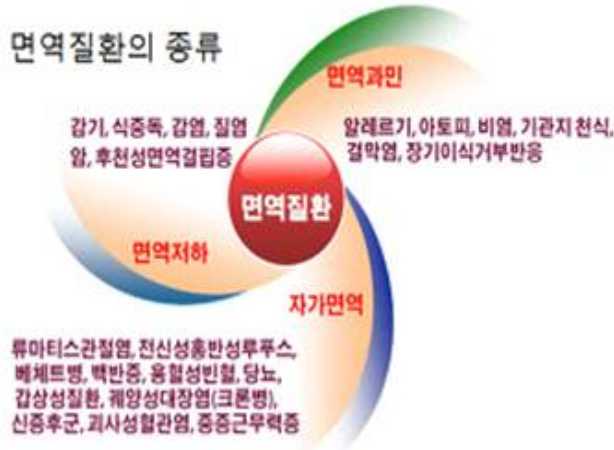 면역질환의 종류
면역과민
알레르기, 아토피, 비염, 기관지 천식,
결막염, 장기이식거부반응
감기, 식중독, 감염, 질염
암, 후천성면역결핍증
면역질환
면역저하
자가면역
류마티스관절염, 전신성홍반성루푸스,
베체트병, 백반증, 용혈성빈혈, 당뇨,
갑상성질환, 궤양성대장염(크론병),
신증후군, 괴사성혈관염, 중증근무력증